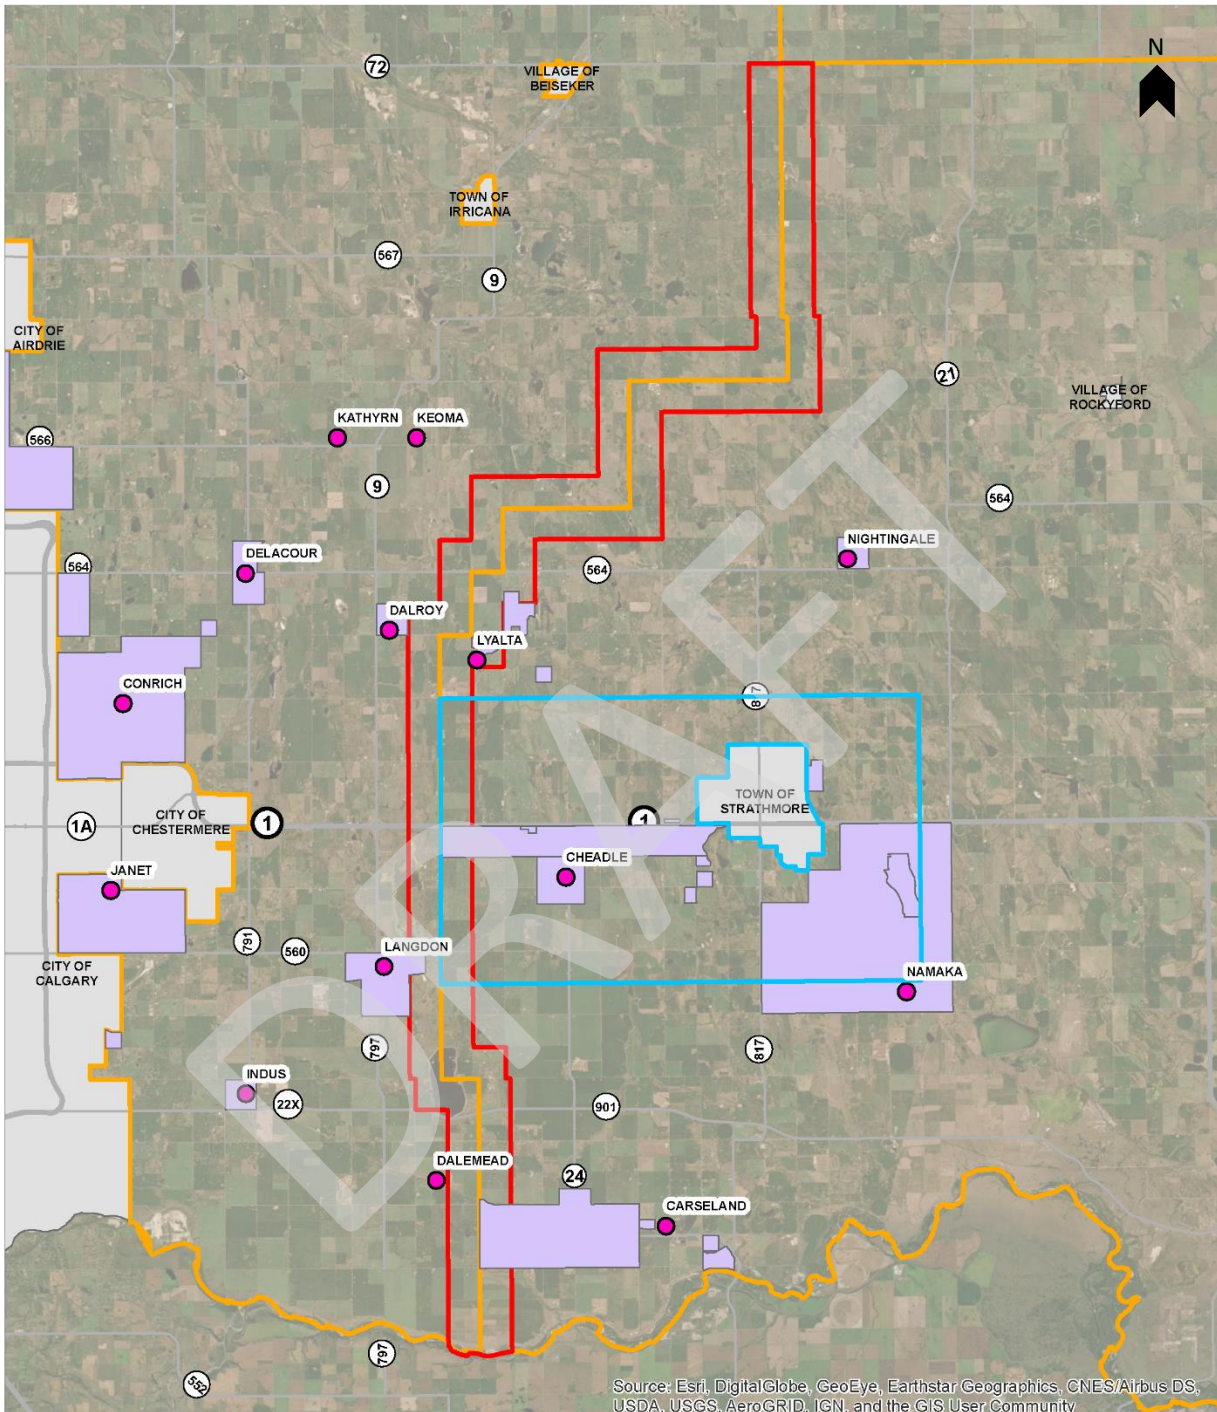 N
72
VILLAGE OF
BEISEKER
TOWN OF
IRRICANA
567
9
CITY OF
AIRDRIE
21
VILLAGE OF
ROCKYFORD
KATHYRN
KEOMA
566
9
564
NIGHTINGALE
DELACOUR
564
564
DALROY
LYALTA
CONRICH
817
TOWN OF
STRATHMORE
CITY OF
CHESTERMERE
1A
1
1
CHEADLE
JANET
791
560
LANGDON
CITY OF
CALGARY
NAMAKA
797
817
INDUS
22X
901
DALEMEAD
24
CARSELAND
797
552
DRAFT
Source: Esri, DigitalGlobe, GeoEye, Earthstar Geographics, CNES/Airbus DS,
USDA, USGS, AeroGRID, IGN, and the GIS User Community